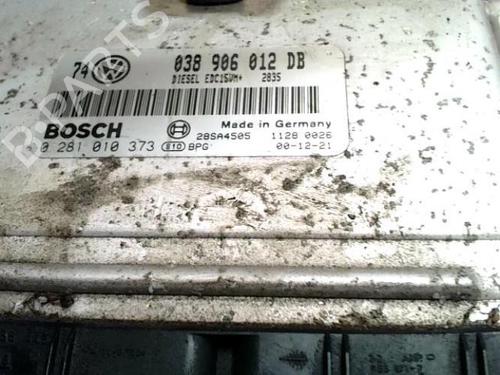 B-PARTS
74 038 906 012 DB
DIESEL EDC15VM+ 2835
BOSCH Made in Germany
28SA4505 1128 0026
0 281 010 373 e10 BPG 00-12-21